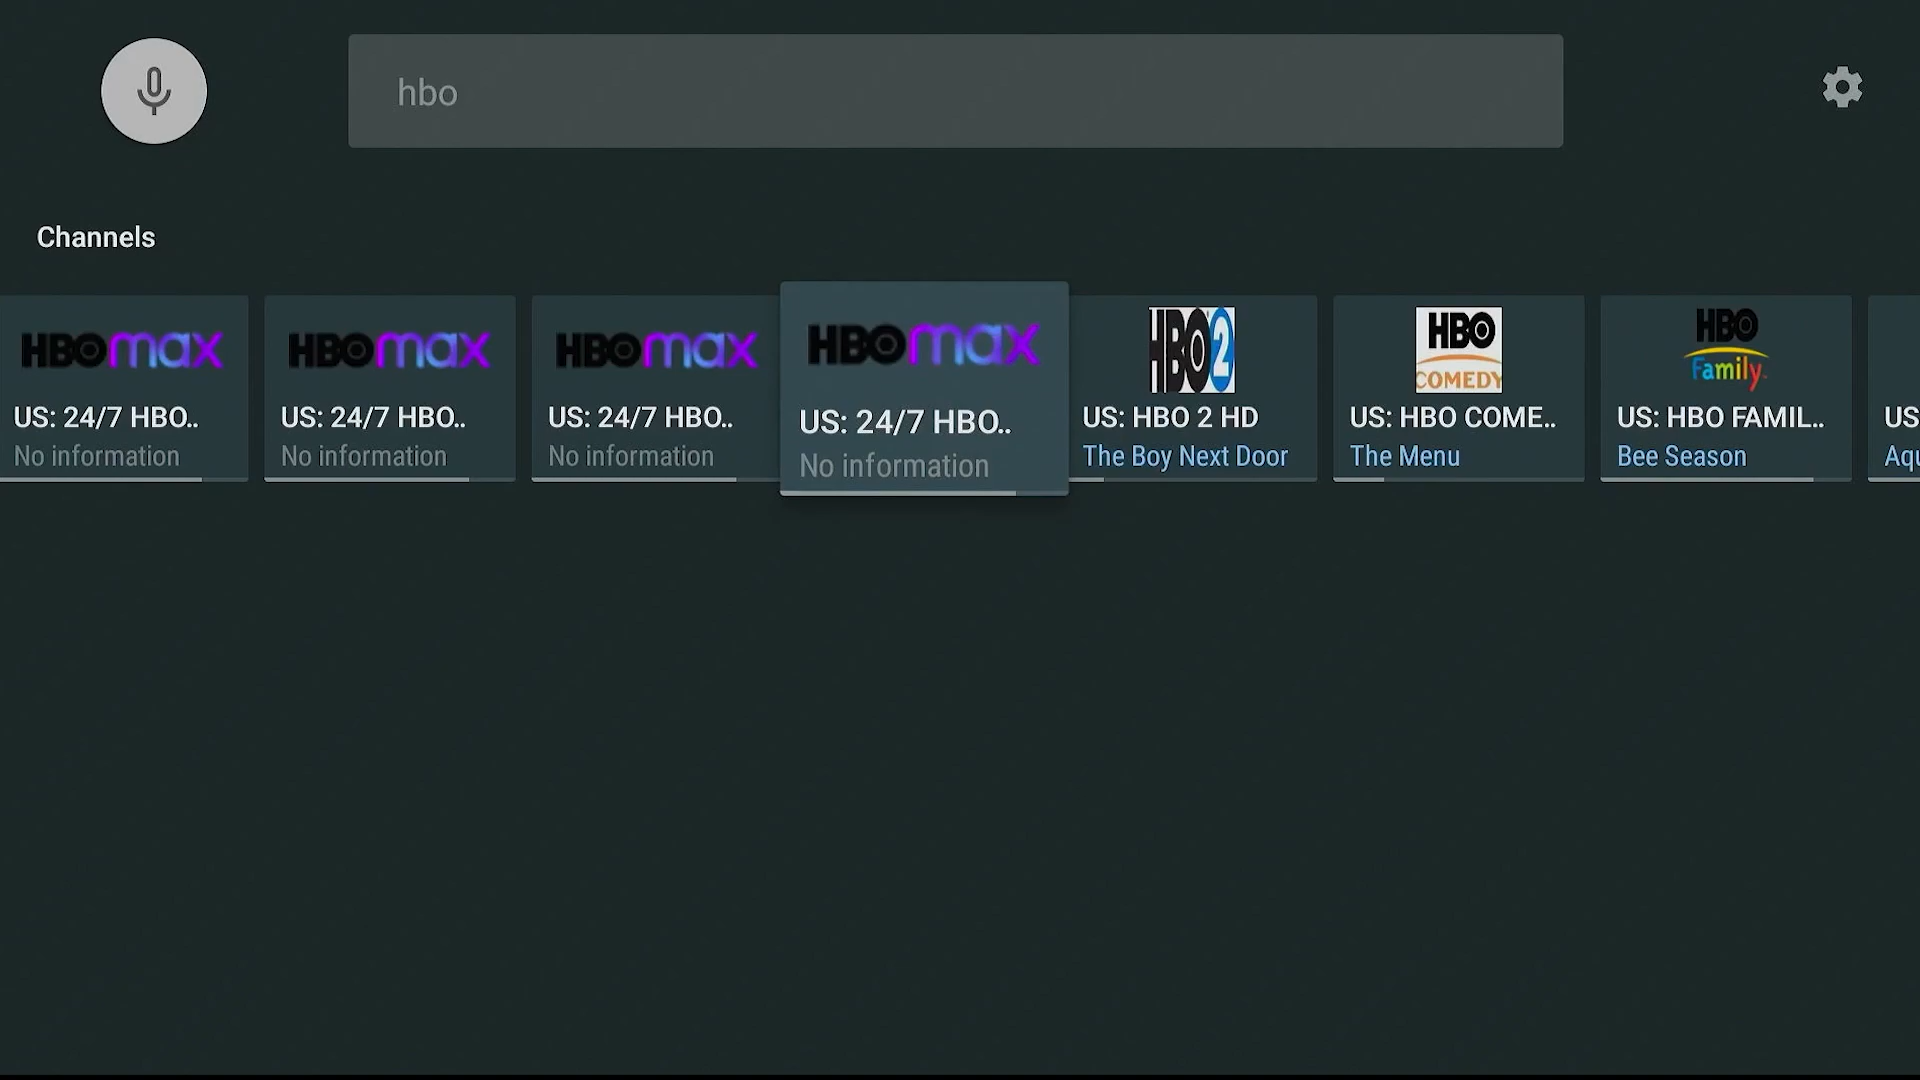 hbo
Channels
HBOmax
US: 24/7 HBO..
No information
HBOmax
US: 24/7 HBO..
No information
HBOmax
US: 24/7 HBO..
No information
HBOmax
US: 24/7 HBO..
No information
HBO2
US: HBO 2 HD
The Boy Next Door
HBO
COMEDY
US: HBO COME..
The Menu
HBO
Family
US: HBO FAMIL..
Bee Season
US
Aqu